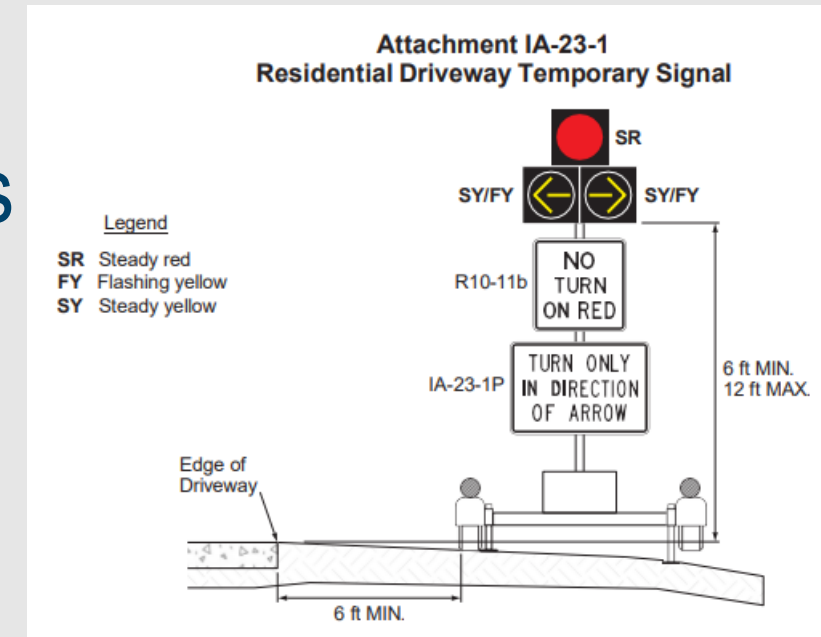 Attachment IA-23-1
Residential Driveway Temporary Signal
s
SR
SY/FY
SY/FY
Legend
SR Steady red
FY Flashing yellow
SY Steady yellow
R10-11b
NO
TURN
ON RED
IA-23-1P
TURN ONLY
IN DIRECTION
OF ARROW
6 ft MIN.
12 ft MAX.
Edge of
Driveway
6 ft MIN.